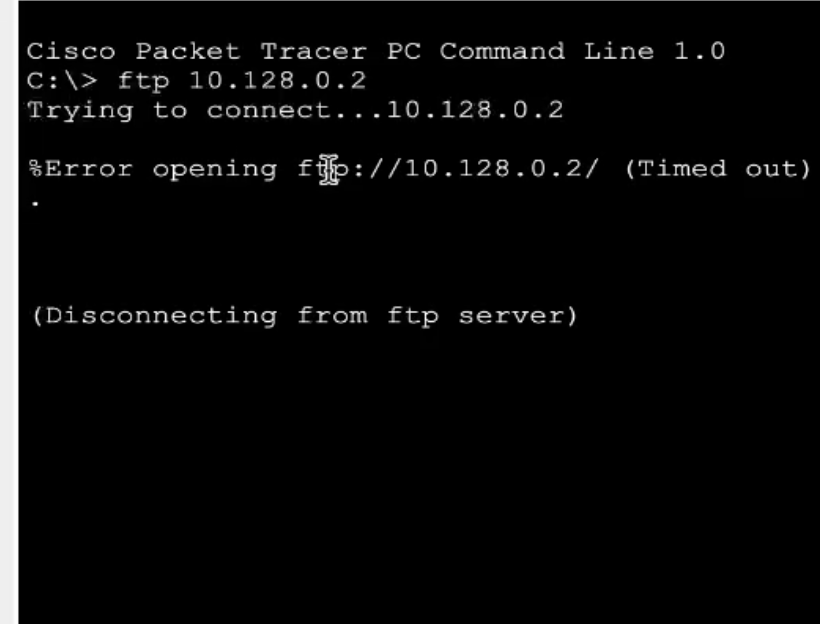 Cisco Packet Tracer PC Command Line 1.0
C:\> ftp 10.128.0.2
Trying to connect...10.128.0.2
%Error opening ftp://10.128.0.2/ (Timed out)
.
(Disconnecting from ftp server)